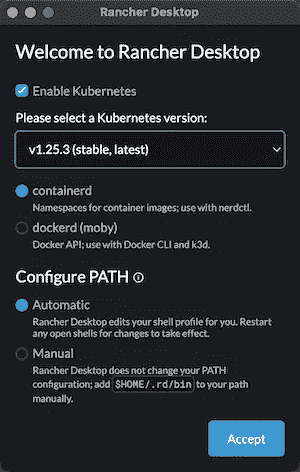 Rancher Desktop
Welcome to Rancher Desktop
Enable Kubernetes
Please select a Kubernetes version:
v1.25.3 (stable, latest)
containerd
Namespaces for container images; use with nerdctl.
dockerd (moby)
Docker API; use with Docker CLI and k3d.
Configure PATH
Automatic
Rancher Desktop edits your shell profile for you. Restart
any open shells for changes to take effect.
Manual
Rancher Desktop does not change your PATH
configuration; add $HOME/.rd/bin to your path
manually.
Accept